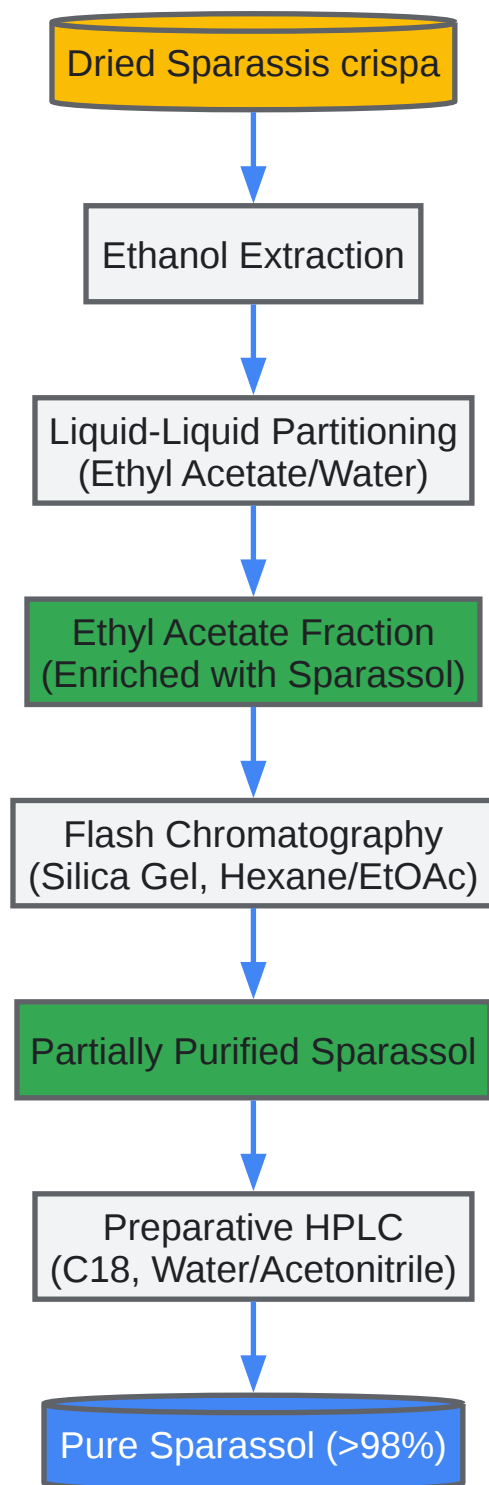 Dried Sparassis crispa
Ethanol Extraction
Liquid-Liquid Partitioning
(Ethyl Acetate/Water)
Ethyl Acetate Fraction
(Enriched with Sparassol)
Flash Chromatography
(Silica Gel, Hexane/EtOAc)
Partially Purified Sparassol
Preparative HPLC
(C18, Water/Acetonitrile)
Pure Sparassol (>98%)